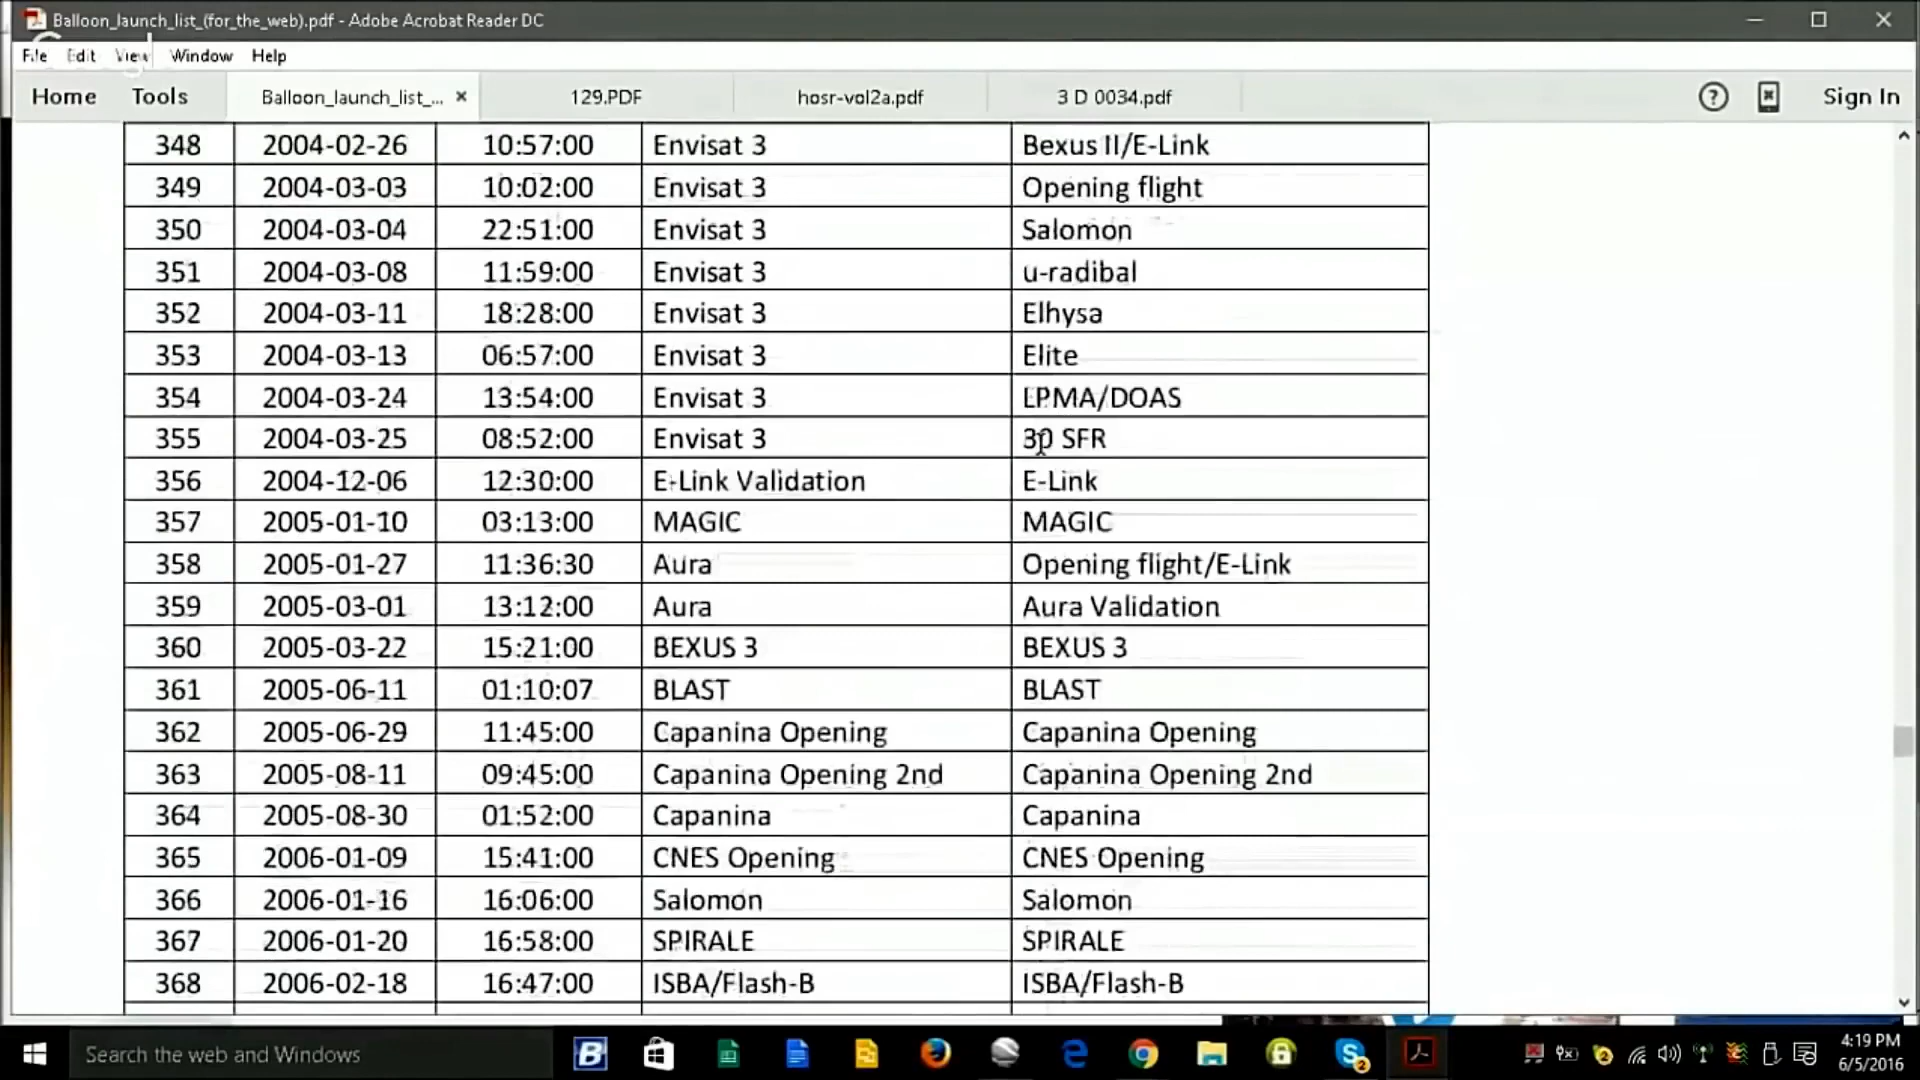 Balloon_launch_list_(for_the_web).pdf - Adobe Acrobat Reader DC
File Edit View Window Help
Home Tools Balloon_launch_list_... × 129.PDF hosr-vol2a.pdf 3 D 0034.pdf ? Sign In
348 2004-02-26 10:57:00 Envisat 3 Bexus II/E-Link
349 2004-03-03 10:02:00 Envisat 3 Opening flight
350 2004-03-04 22:51:00 Envisat 3 Salomon
351 2004-03-08 11:59:00 Envisat 3 u-radibal
352 2004-03-11 18:28:00 Envisat 3 Elhysa
353 2004-03-13 06:57:00 Envisat 3 Elite
354 2004-03-24 13:54:00 Envisat 3 LPMA/DOAS
355 2004-03-25 08:52:00 Envisat 3 30 SFR
356 2004-12-06 12:30:00 E-Link Validation E-Link
357 2005-01-10 03:13:00 MAGIC MAGIC
358 2005-01-27 11:36:30 Aura Opening flight/E-Link
359 2005-03-01 13:12:00 Aura Aura Validation
360 2005-03-22 15:21:00 BEXUS 3 BEXUS 3
361 2005-06-11 01:10:07 BLAST BLAST
362 2005-06-29 11:45:00 Capanina Opening Capanina Opening
363 2005-08-11 09:45:00 Capanina Opening 2nd Capanina Opening 2nd
364 2005-08-30 01:52:00 Capanina Capanina
365 2006-01-09 15:41:00 CNES Opening CNES Opening
366 2006-01-16 16:06:00 Salomon Salomon
367 2006-01-20 16:58:00 SPIRALE SPIRALE
368 2006-02-18 16:47:00 ISBA/Flash-B ISBA/Flash-B
Search the web and Windows
4:19 PM
6/5/2016